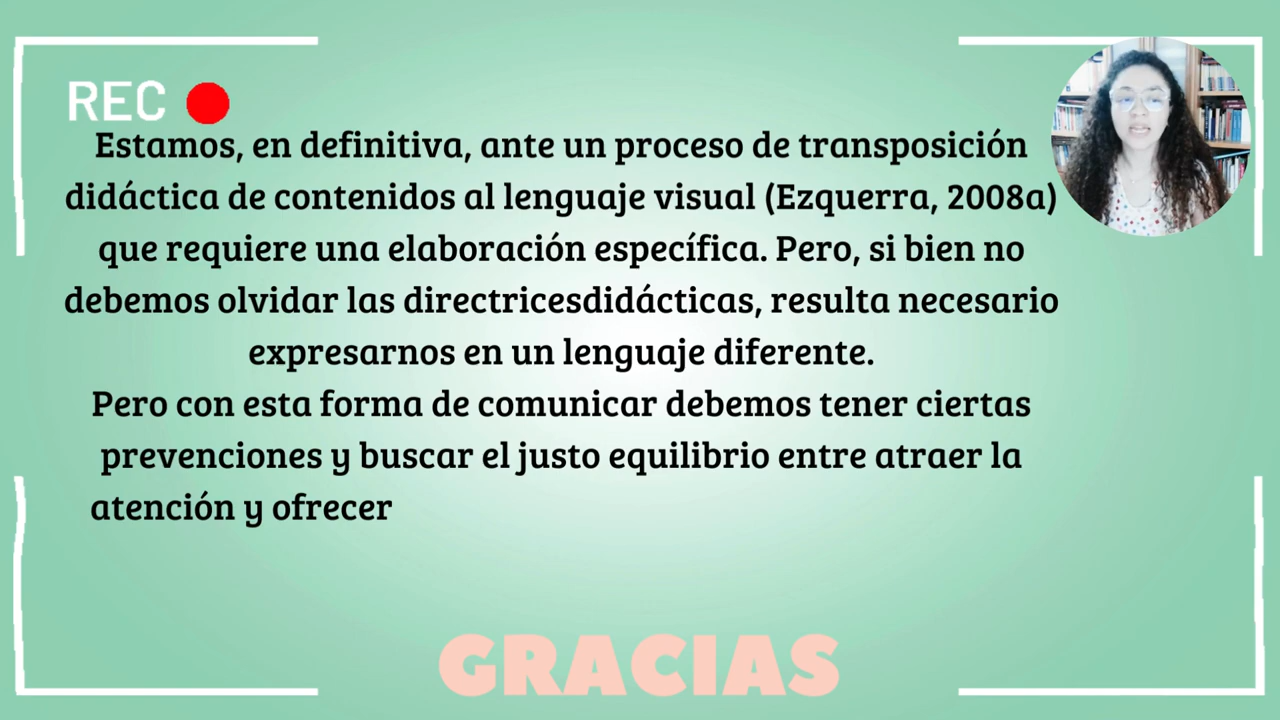 REC
Estamos, en definitiva, ante un proceso de transposición
didáctica de contenidos al lenguaje visual (Ezquerra, 2008a)
que requiere una elaboración específica. Pero, si bien no
debemos olvidar las directricesdidácticas, resulta necesario
expresarnos en un lenguaje diferente.
Pero con esta forma de comunicar debemos tener ciertas
prevenciones y buscar el justo equilibrio entre atraer la
atención y ofrecer
GRACIAS